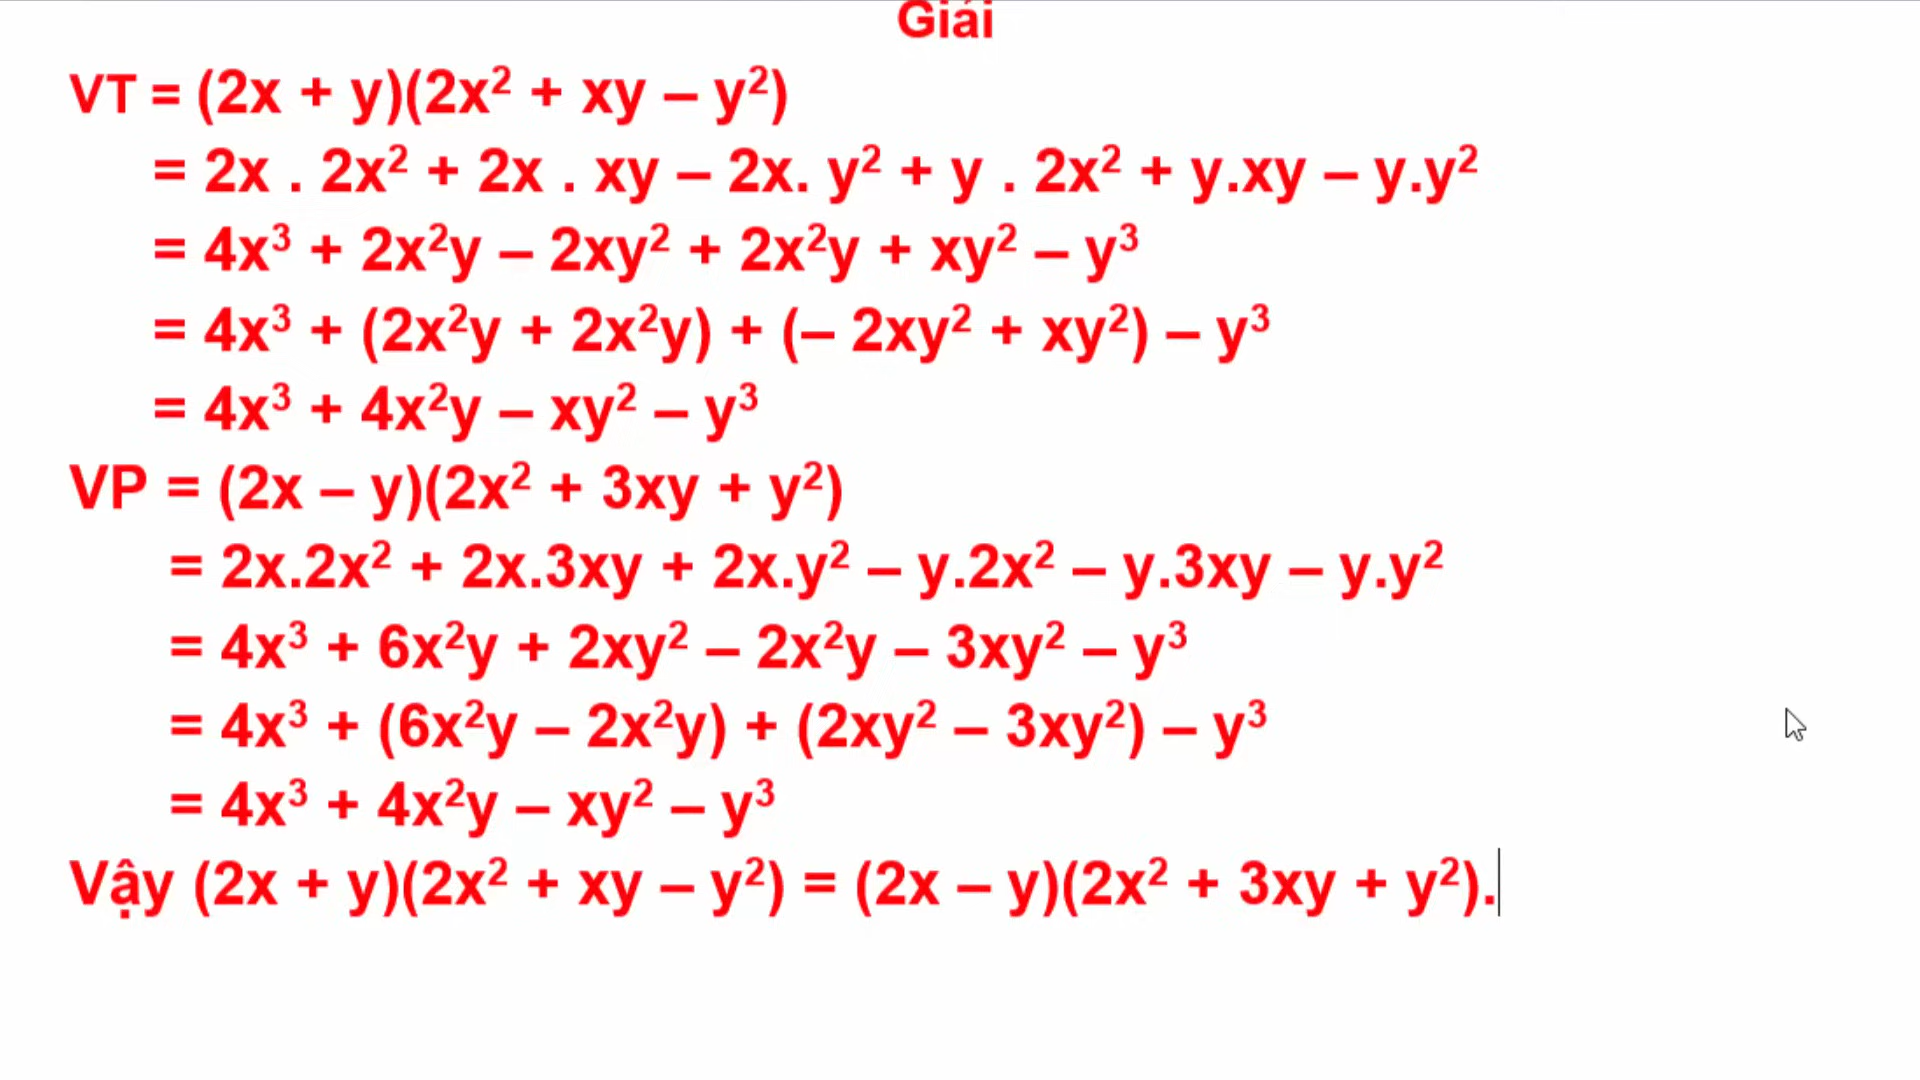 Giải
VT = (2x + y)(2x² + xy – y²)
= 2x . 2x² + 2x . xy – 2x. y² + y . 2x² + y.xy – y.y²
= 4x³ + 2x²y – 2xy² + 2x²y + xy² – y³
= 4x³ + (2x²y + 2x²y) + (– 2xy² + xy²) – y³
= 4x³ + 4x²y – xy² – y³
VP = (2x – y)(2x² + 3xy + y²)
= 2x.2x² + 2x.3xy + 2x.y² – y.2x² – y.3xy – y.y²
= 4x³ + 6x²y + 2xy² – 2x²y – 3xy² – y³
= 4x³ + (6x²y – 2x²y) + (2xy² – 3xy²) – y³
= 4x³ + 4x²y – xy² – y³
Vậy (2x + y)(2x² + xy – y²) = (2x – y)(2x² + 3xy + y²).